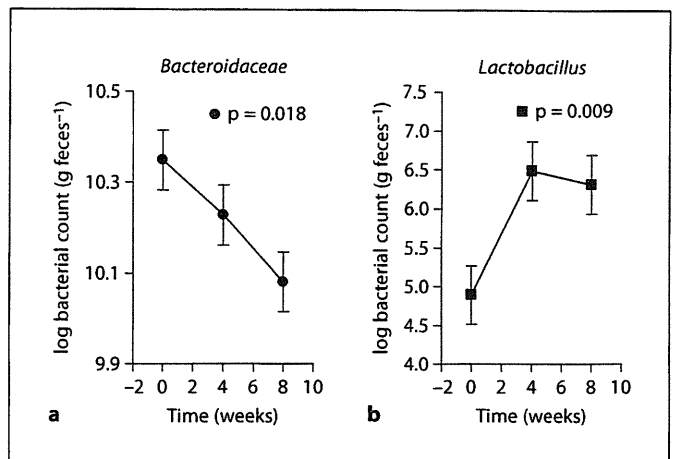 Bacteroidaceae
10.5
10.3
10.1
9.9
log bacterial count (g feces⁻¹)
p = 0.018
−2 0 2 4 6 8 10
Time (weeks)
a
Lactobacillus
7.5
7.0
6.5
6.0
5.5
5.0
4.5
4.0
log bacterial count (g feces⁻¹)
p = 0.009
−2 0 2 4 6 8 10
Time (weeks)
b